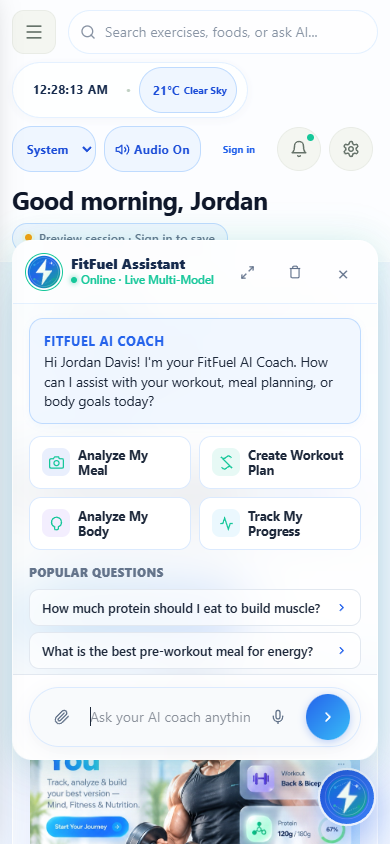 Search exercises, foods, or ask AI...
12:28:13 AM • 21°C Clear Sky
System Audio On Sign in
Good morning, Jordan
Preview session · Sign in to save
FitFuel Assistant
Online · Live Multi-Model
FITFUEL AI COACH
Hi Jordan Davis! I'm your FitFuel AI Coach. How
can I assist with your workout, meal planning, or
body goals today?
Analyze My
Meal
Create Workout
Plan
Analyze My
Body
Track My
Progress
POPULAR QUESTIONS
How much protein should I eat to build muscle?
What is the best pre-workout meal for energy?
Ask your AI coach anythin
You
Track, analyze & build
your best version —
Mind, Fitness & Nutrition.
Start Your Journey
Workout
Back & Bicep
Protein
120g / 180g
67%